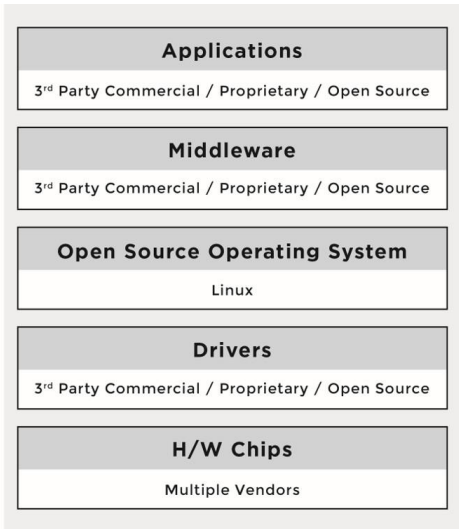 Applications
3rd Party Commercial / Proprietary / Open Source
Middleware
3rd Party Commercial / Proprietary / Open Source
Open Source Operating System
Linux
Drivers
3rd Party Commercial / Proprietary / Open Source
H/W Chips
Multiple Vendors